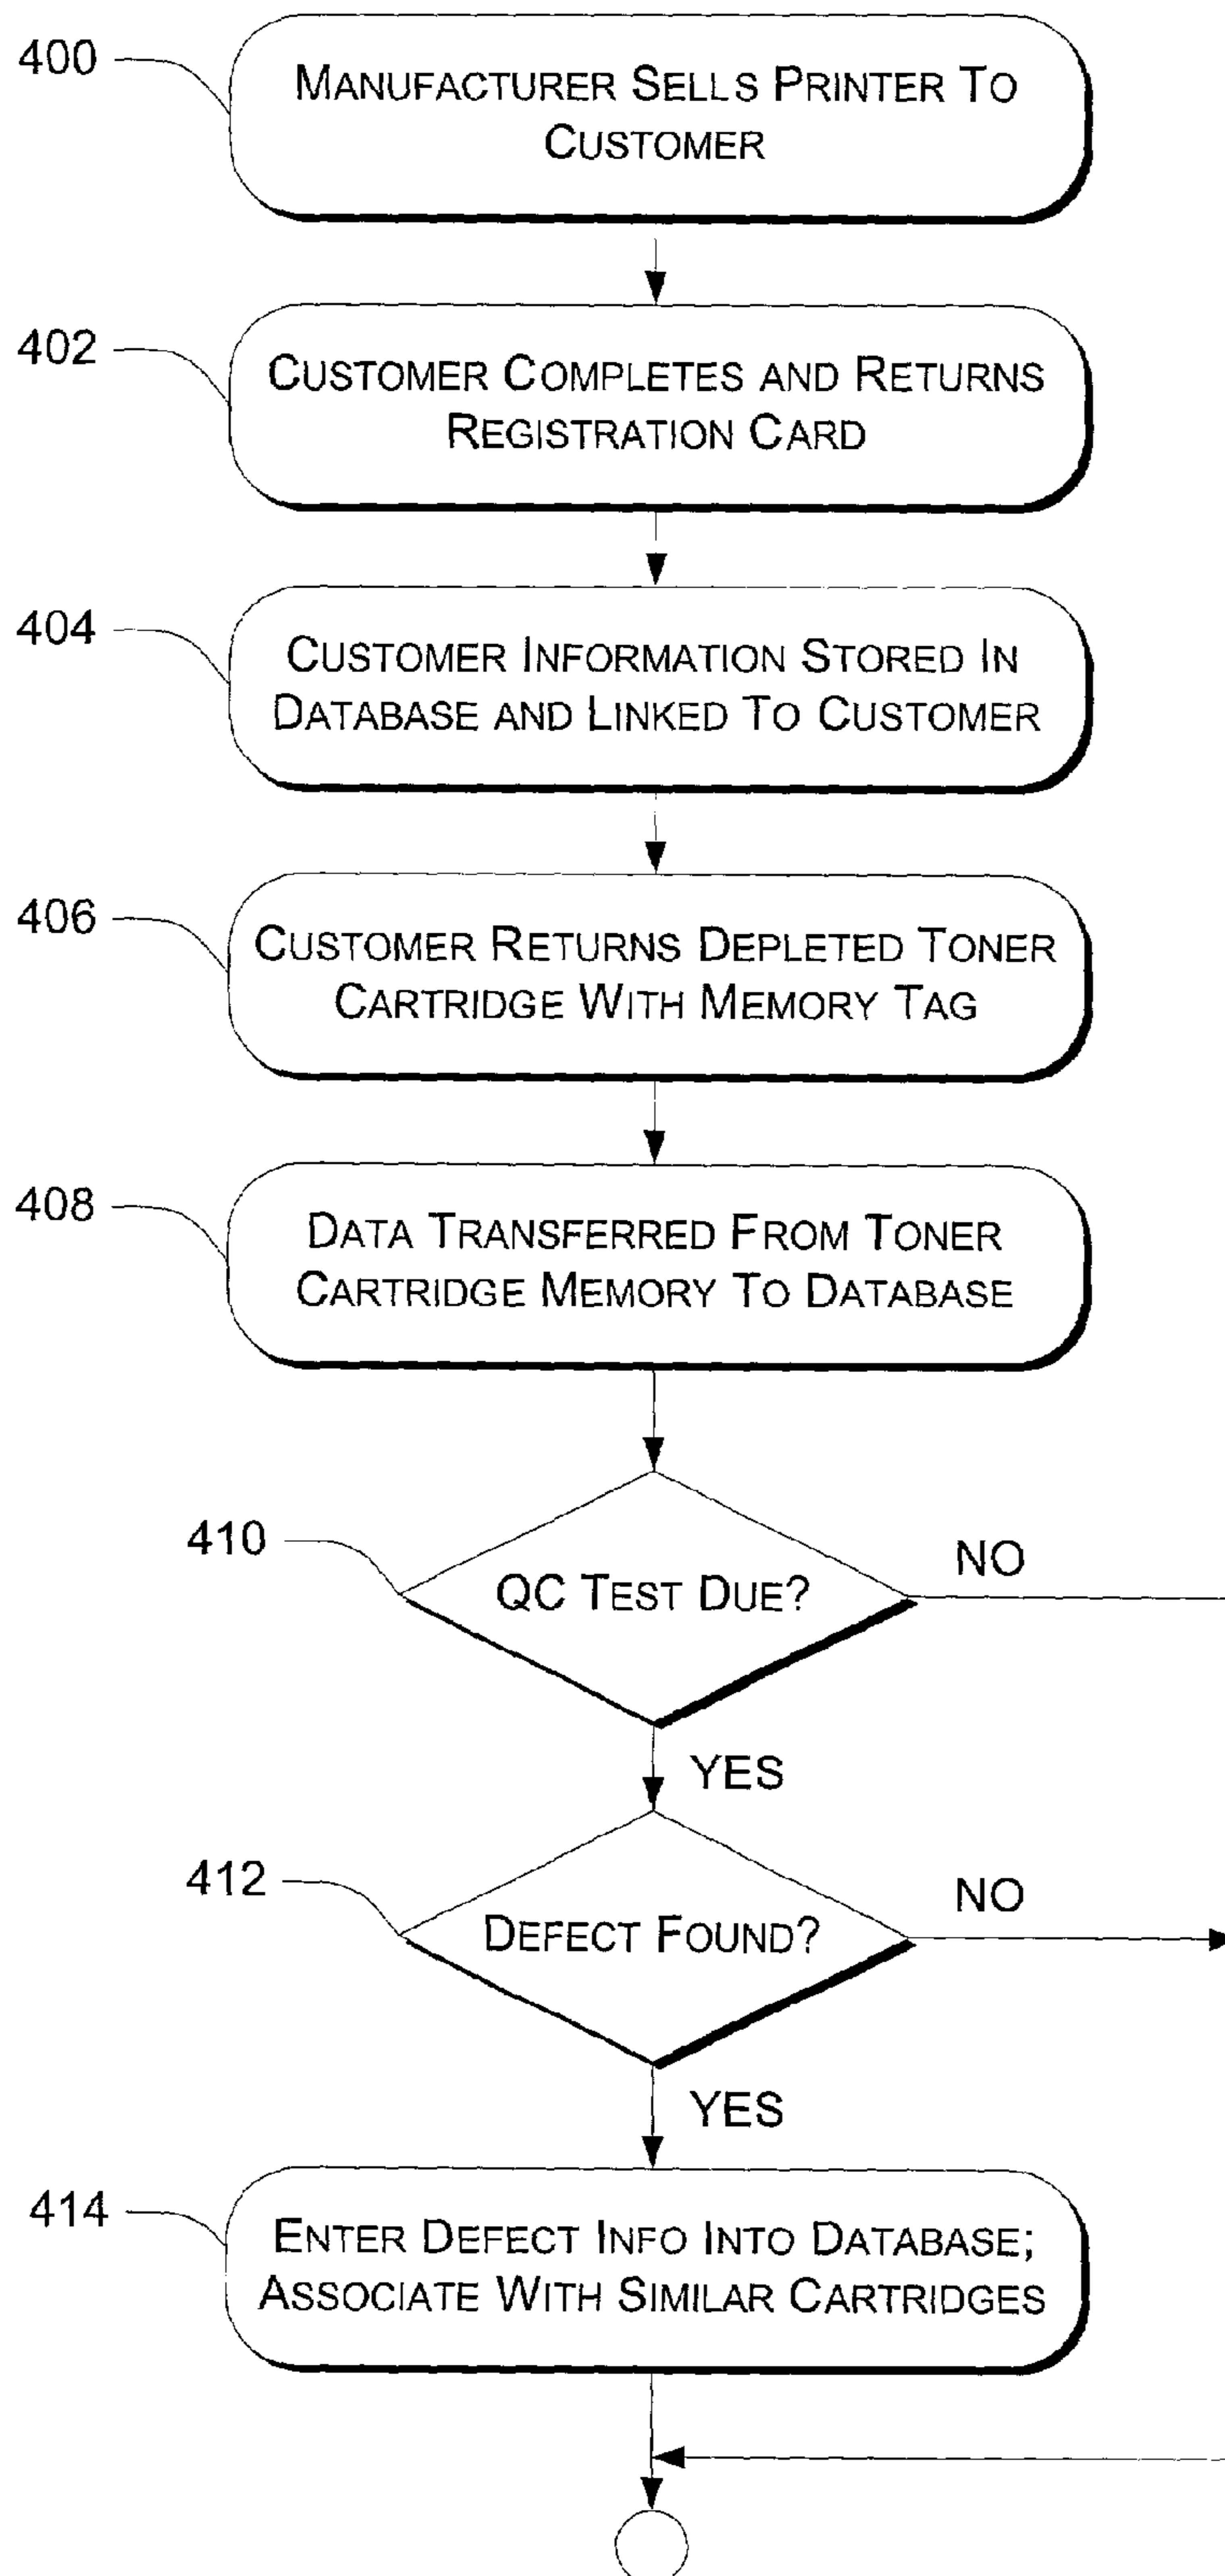 400
MANUFACTURER SELLS PRINTER TO
CUSTOMER
402
CUSTOMER COMPLETES AND RETURNS
REGISTRATION CARD
404
CUSTOMER INFORMATION STORED IN
DATABASE AND LINKED TO CUSTOMER
406
CUSTOMER RETURNS DEPLETED TONER
CARTRIDGE WITH MEMORY TAG
408
DATA TRANSFERRED FROM TONER
CARTRIDGE MEMORY TO DATABASE
410
QC TEST DUE?
NO
YES
412
DEFECT FOUND?
NO
YES
414
ENTER DEFECT INFO INTO DATABASE;
ASSOCIATE WITH SIMILAR CARTRIDGES